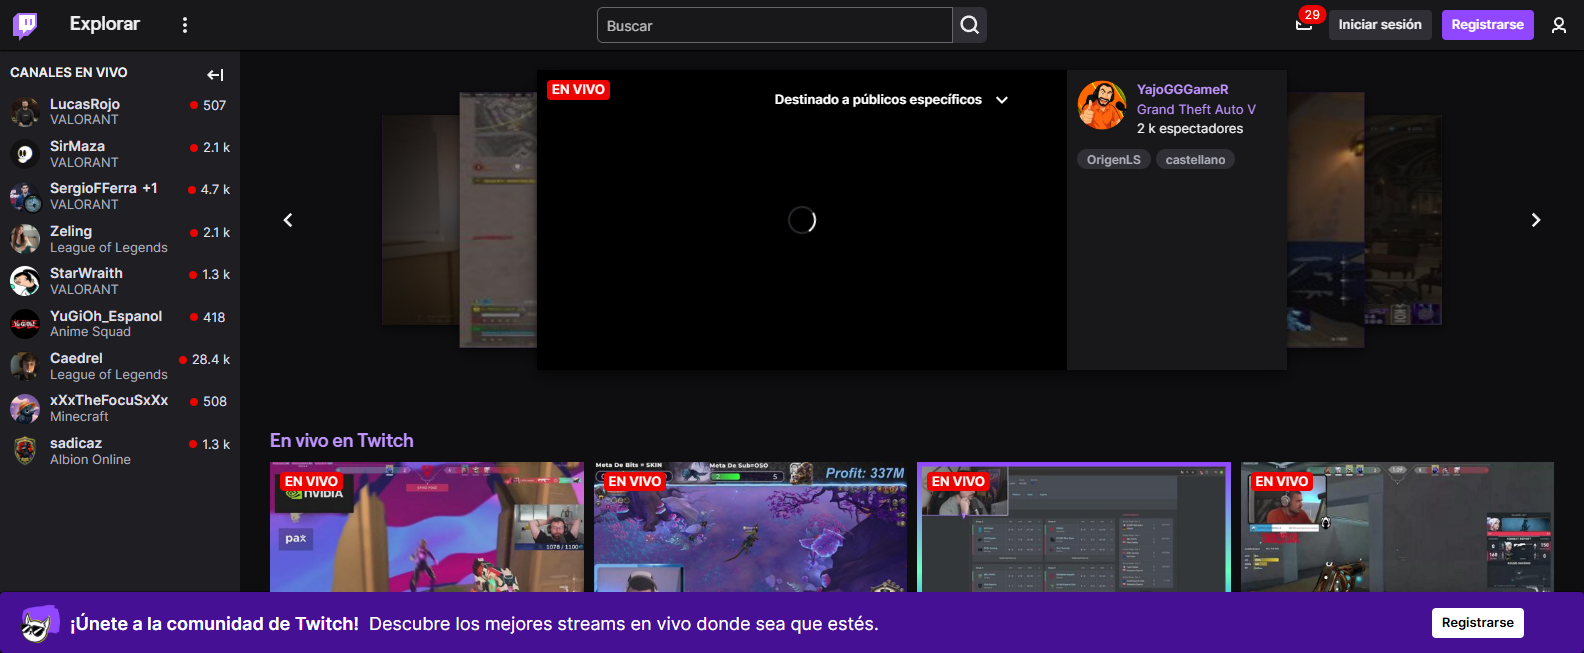 Explorar
Buscar
29
Iniciar sesión
Registrarse
CANALES EN VIVO
LucasRojo
507
VALORANT
SirMaza
2.1 k
VALORANT
SergioFFerra +1
4.7 k
VALORANT
Zeling
2.1 k
League of Legends
StarWraith
1.3 k
VALORANT
YuGiOh_Espanol
418
Anime Squad
Caedrel
28.4 k
League of Legends
xXxTheFocuSxXx
508
Minecraft
sadicaz
1.3 k
Albion Online
EN VIVO
Destinado a públicos específicos
YajoGGGameR
Grand Theft Auto V
2 k espectadores
OrigenLS
castellano
En vivo en Twitch
EN VIVO
NVIDIA
pax
1078 / 1100
Meta De Bits = SKIN
Meta De Sub=OSO
2
5
Profit: 337M
EN VIVO
EN VIVO
EN VIVO
¡Únete a la comunidad de Twitch! Descubre los mejores streams en vivo donde sea que estés.
Registrarse